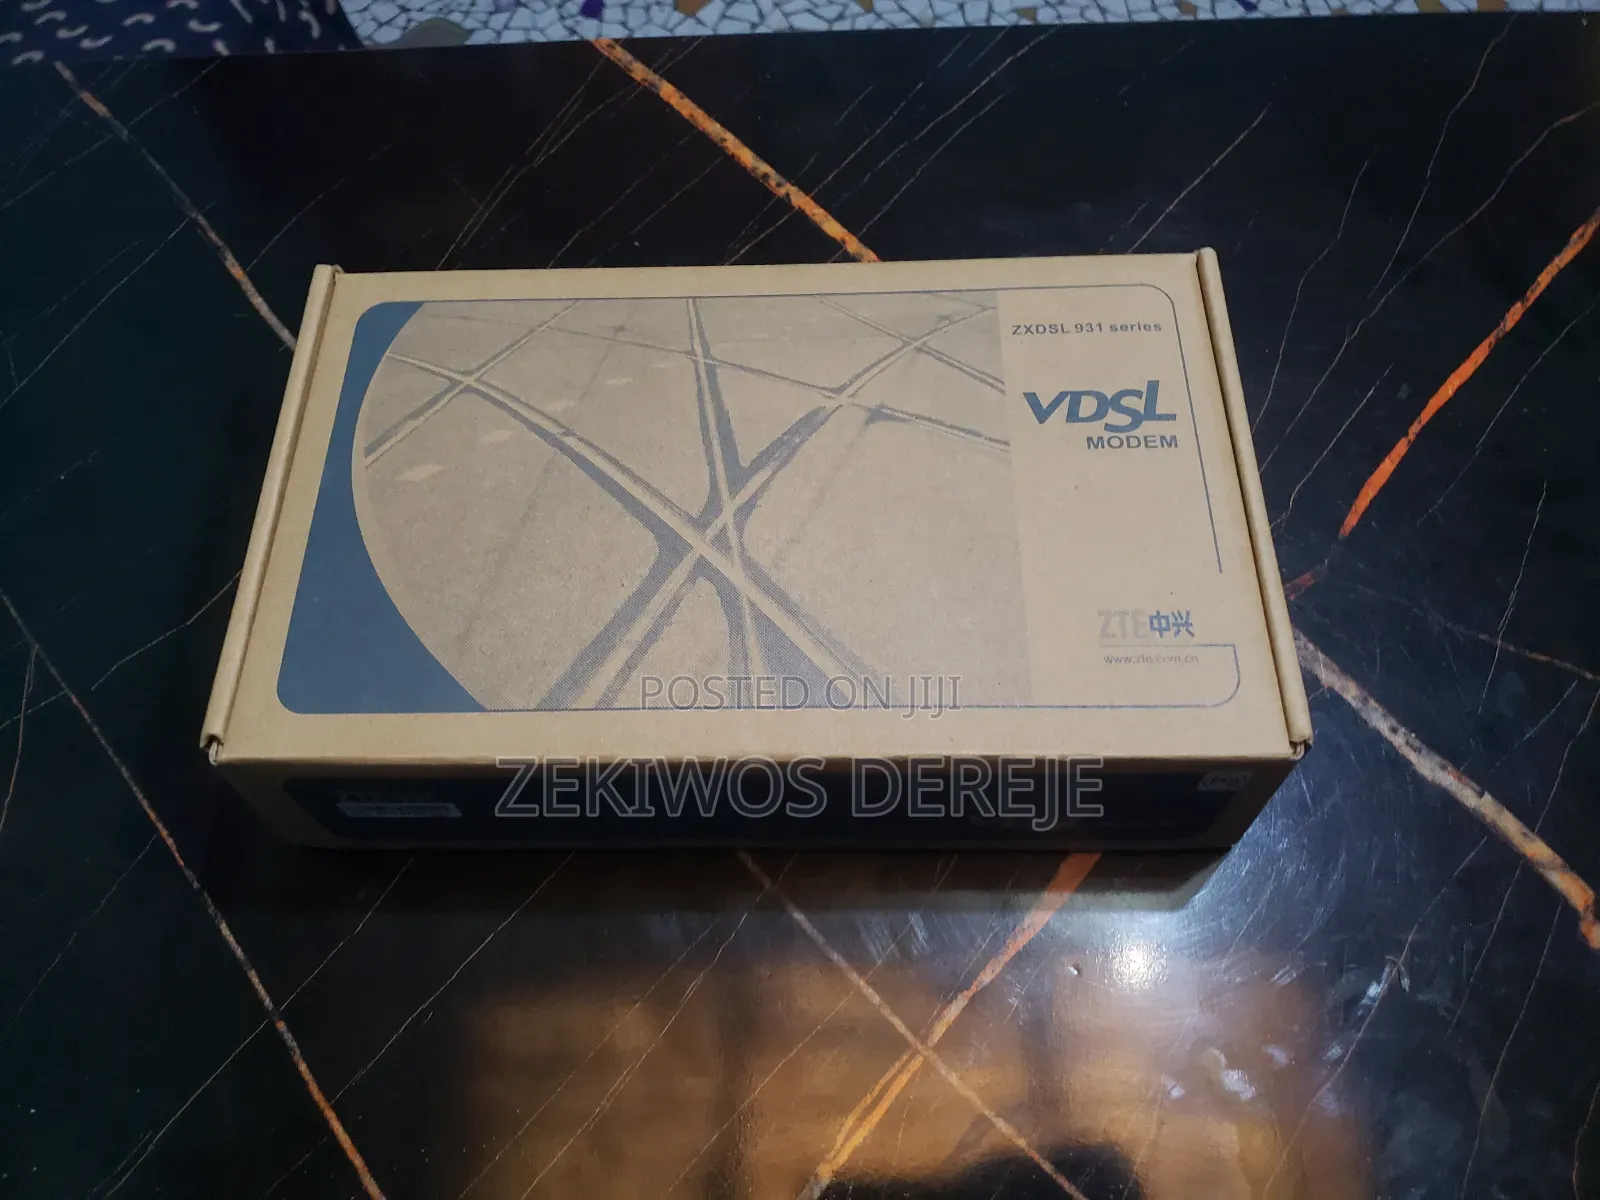 ZXDSL 931 series
VDSL
MODEM
ZTE中兴
www.zte.com.cn
POSTED ON JIJI
ZEKIWOS DEREJE